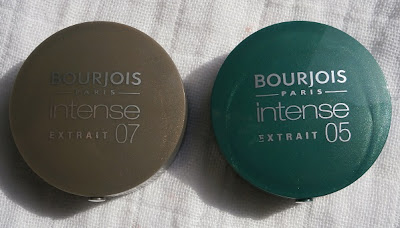 BOURJOIS
PARIS
intense
EXTRAIT 07
BOURJOIS
PARIS
intense
EXTRAIT 05